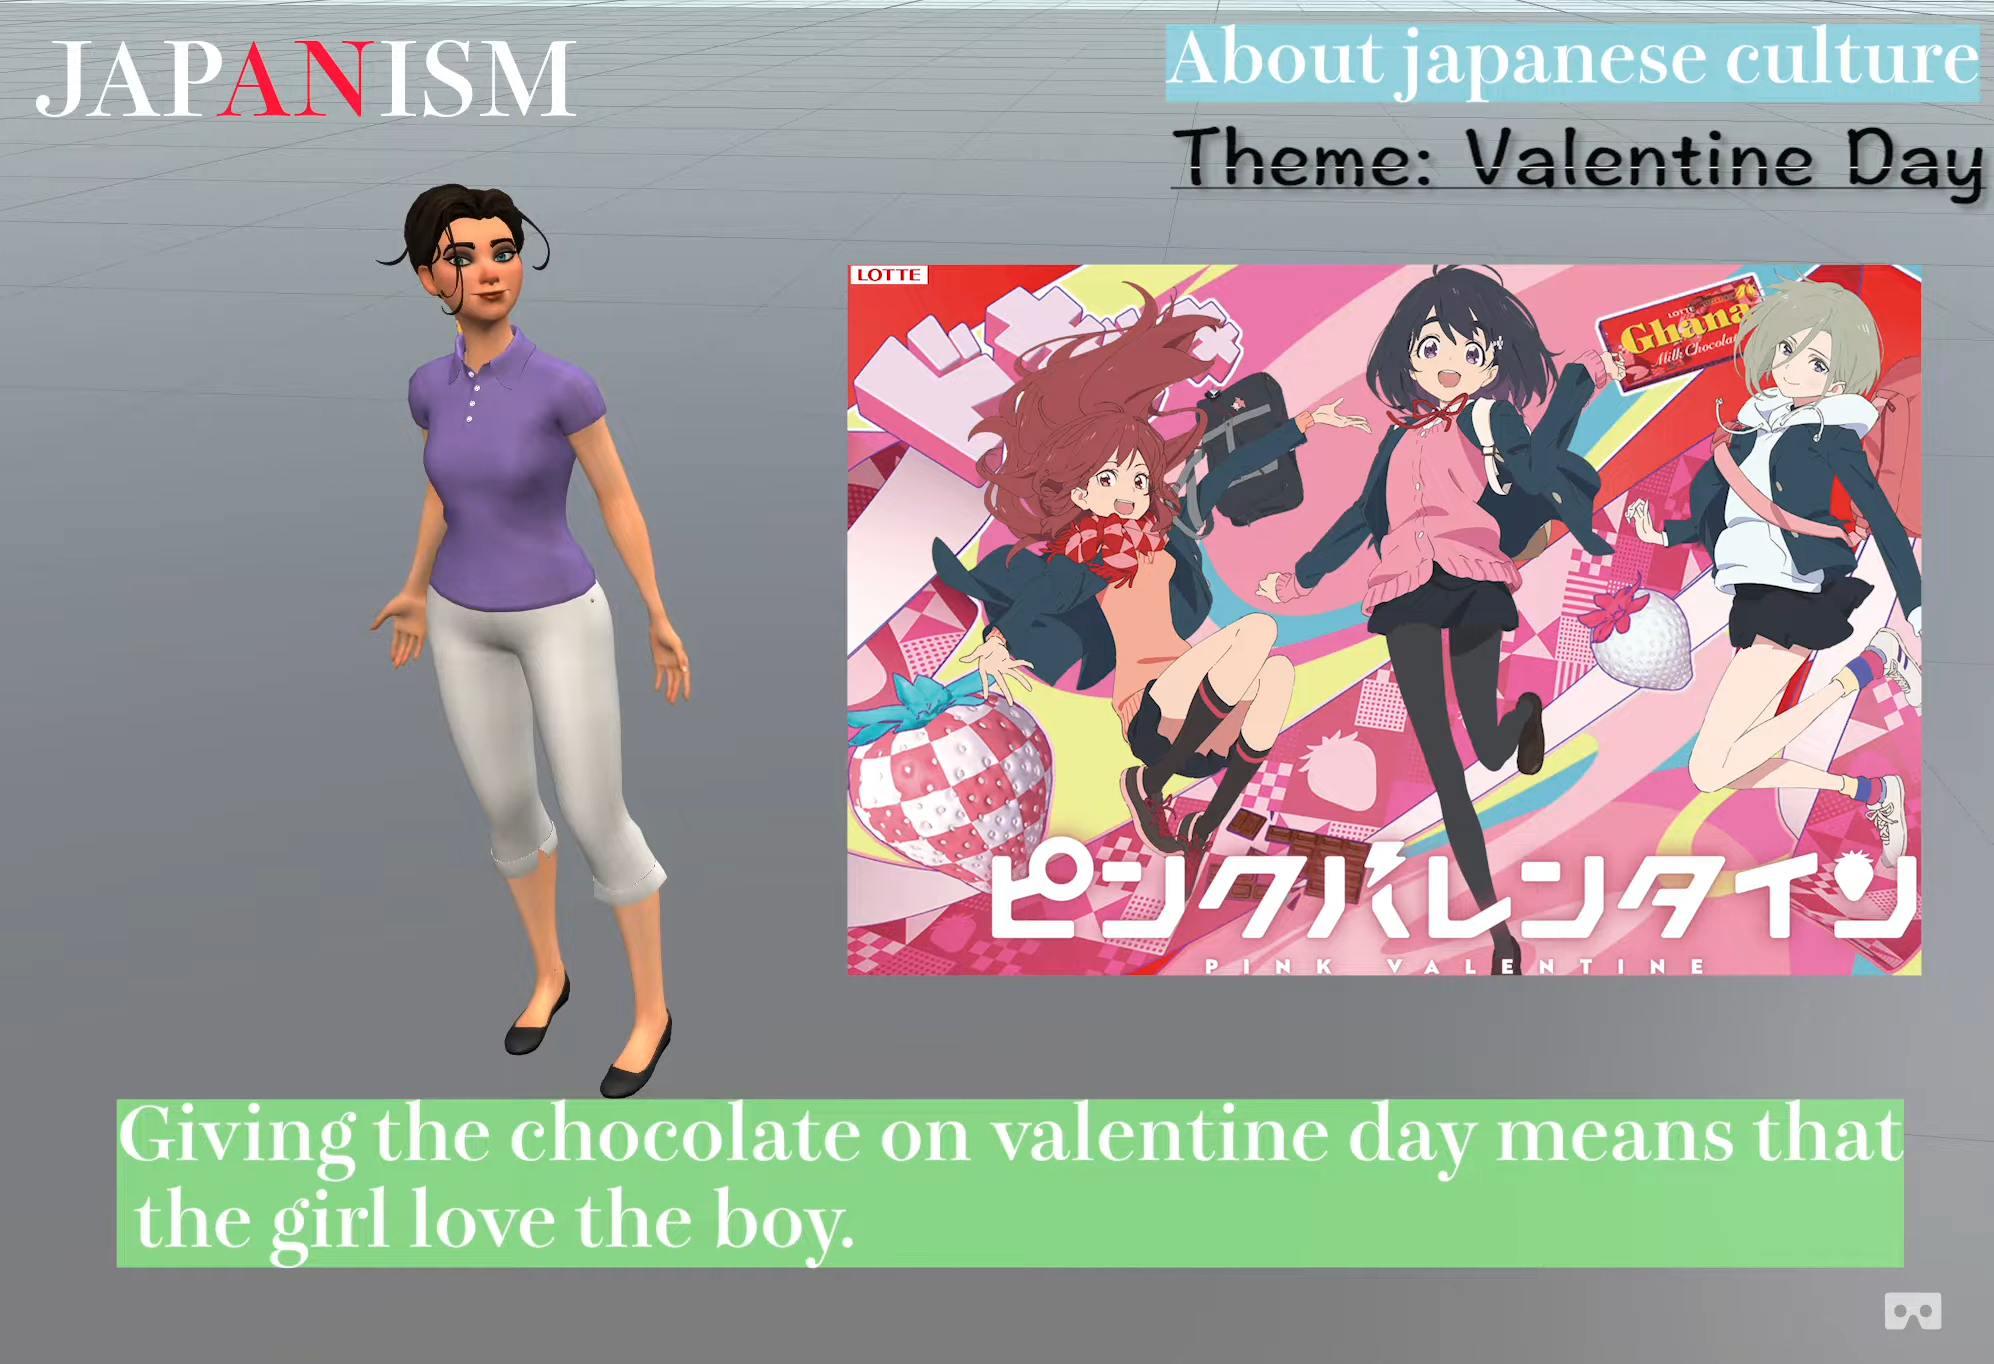 JAPANISM
About japanese culture
Theme: Valentine Day
LOTTE
LOTTE
Ghana
Milk Chocolate
ピンクバレンタイン
PINK VALENTINE
Giving the chocolate on valentine day means that
the girl love the boy.